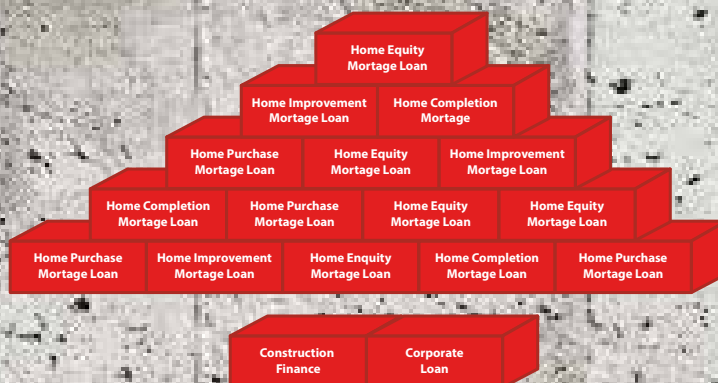 Home Equity
Mortage Loan
Home Improvement
Mortage Loan
Home Completion
Mortage
Home Purchase
Mortage Loan
Home Equity
Mortage Loan
Home Improvement
Mortage Loan
Home Completion
Mortage Loan
Home Purchase
Mortage Loan
Home Equity
Mortage Loan
Home Equity
Mortage Loan
Home Purchase
Mortage Loan
Home Improvement
Mortage Loan
Home Enquity
Mortage Loan
Home Completion
Mortage Loan
Home Purchase
Mortage Loan
Construction
Finance
Corporate
Loan